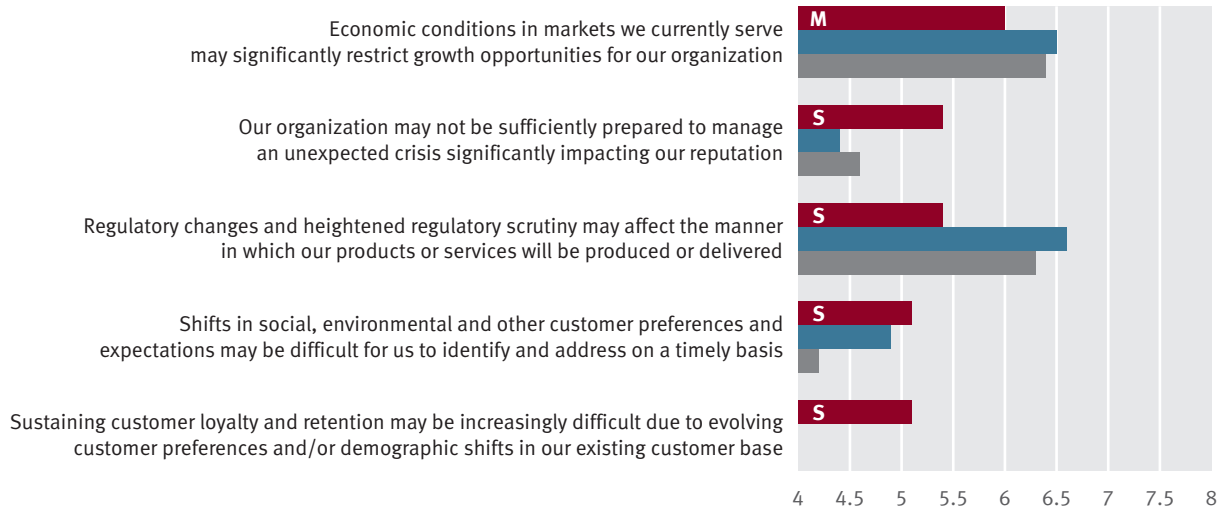 Economic conditions in markets we currently serve
may significantly restrict growth opportunities for our organization
M
Our organization may not be sufficiently prepared to manage
an unexpected crisis significantly impacting our reputation
S
Regulatory changes and heightened regulatory scrutiny may affect the manner
in which our products or services will be produced or delivered
S
Shifts in social, environmental and other customer preferences and
expectations may be difficult for us to identify and address on a timely basis
S
Sustaining customer loyalty and retention may be increasingly difficult due to evolving
customer preferences and/or demographic shifts in our existing customer base
S
4 4.5 5 5.5 6 6.5 7 7.5 8